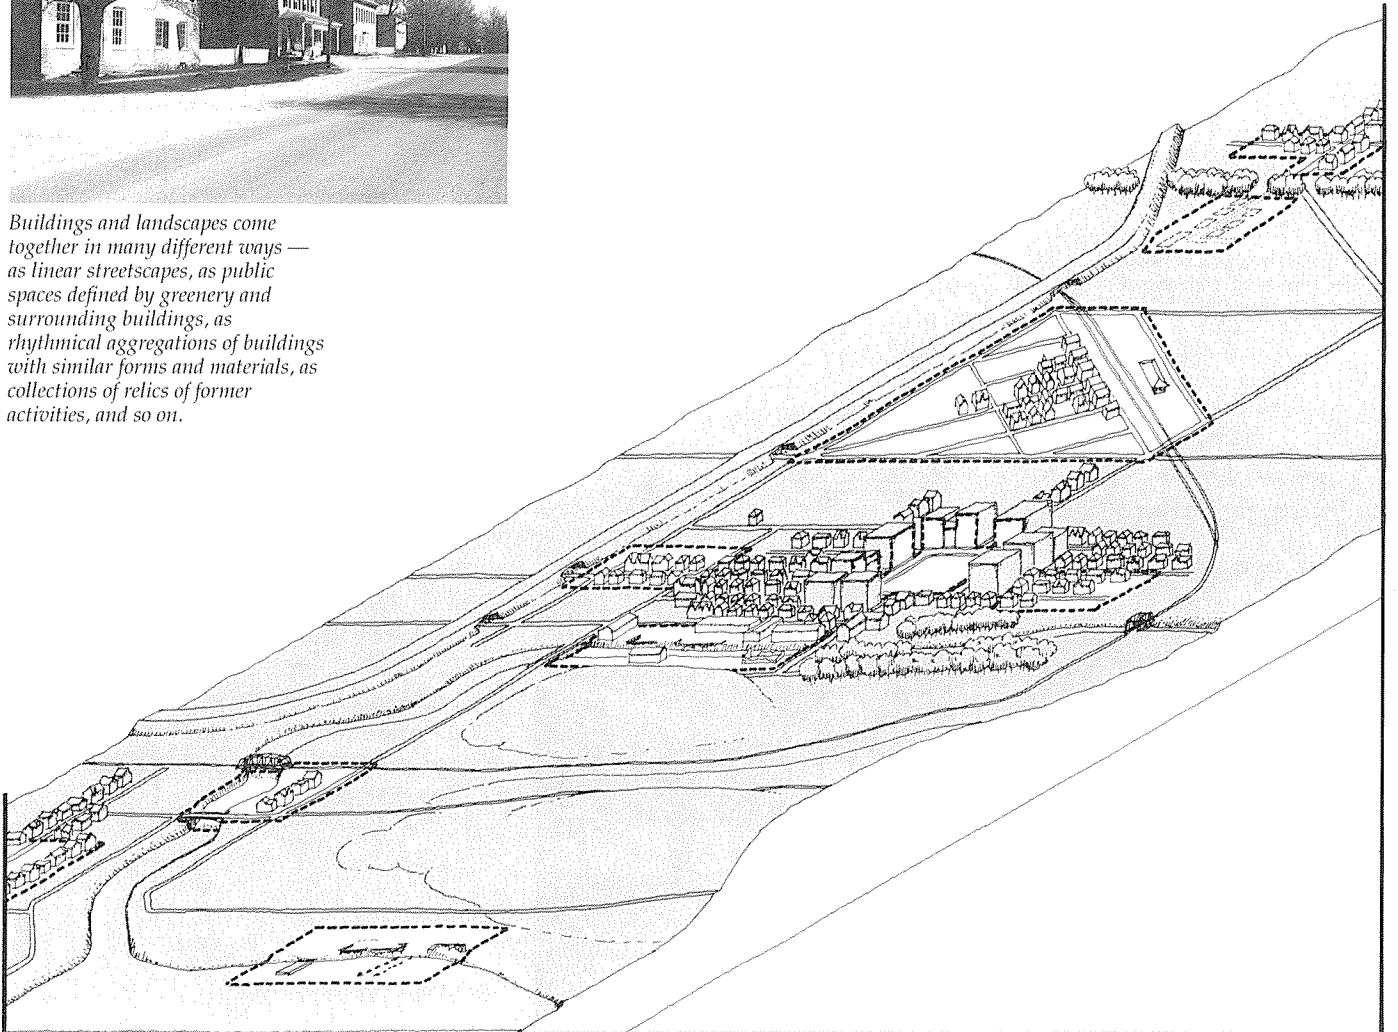 Buildings and landscapes come
together in many different ways —
as linear streetscapes, as public
spaces defined by greenery and
surrounding buildings, as
rhythmical aggregations of buildings
with similar forms and materials, as
collections of relics of former
activities, and so on.